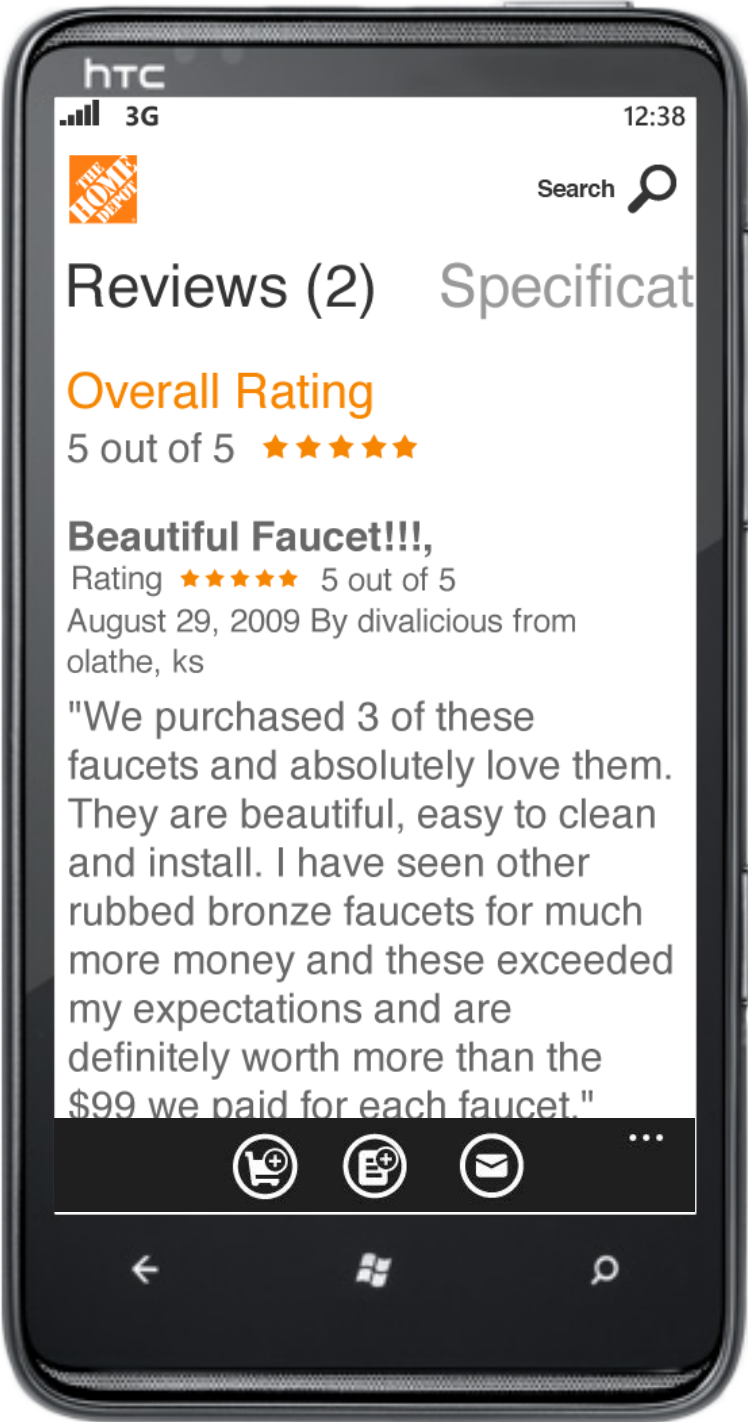 hTC
3G 12:38
THE HOME DEPOT
Search
Reviews (2) Specificat
Overall Rating
5 out of 5
Beautiful Faucet!!!,
Rating 5 out of 5
August 29, 2009 By divalicious from
olathe, ks
"We purchased 3 of these
faucets and absolutely love them.
They are beautiful, easy to clean
and install. I have seen other
rubbed bronze faucets for much
more money and these exceeded
my expectations and are
definitely worth more than the
$99 we paid for each faucet."